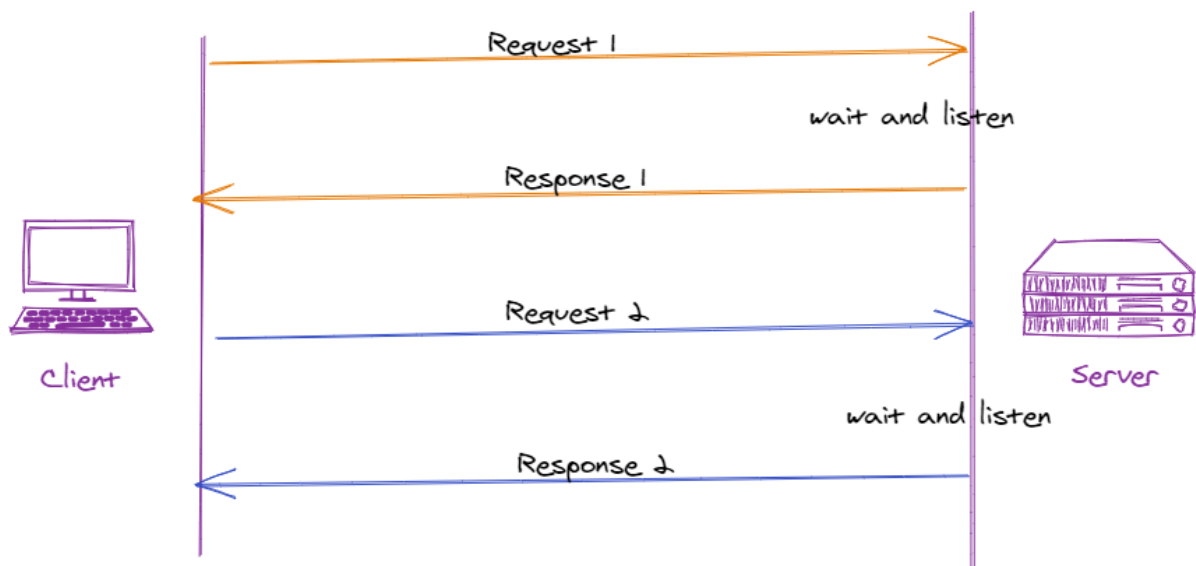 Request 1
wait and listen
Response 1
Request 2
Client
Server
wait and listen
Response 2